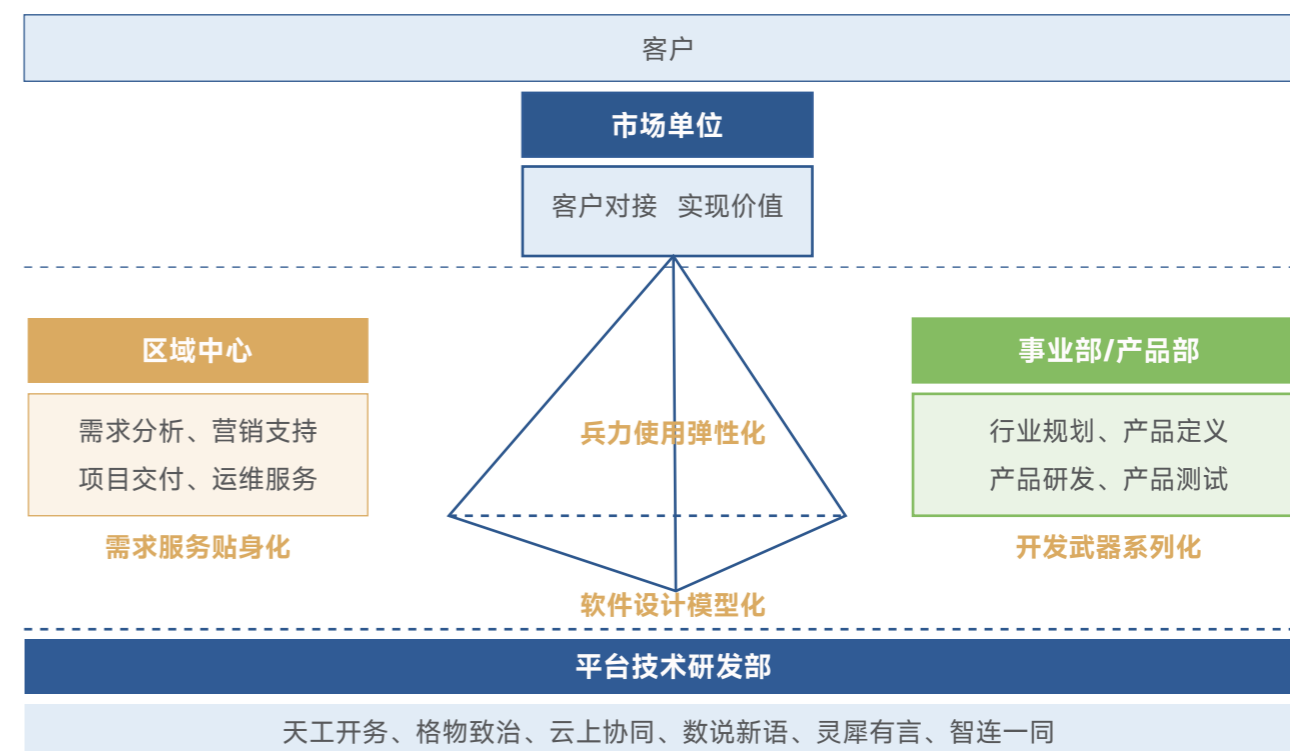 客户
市场单位
客户对接 实现价值
区域中心
需求分析、营销支持
项目交付、运维服务
需求服务贴身化
兵力使用弹性化
软件设计模型化
事业部/产品部
行业规划、产品定义
产品研发、产品测试
开发武器系列化
平台技术研发部
天工开务、格物致治、云上协同、数说新语、灵犀有言、智连一同